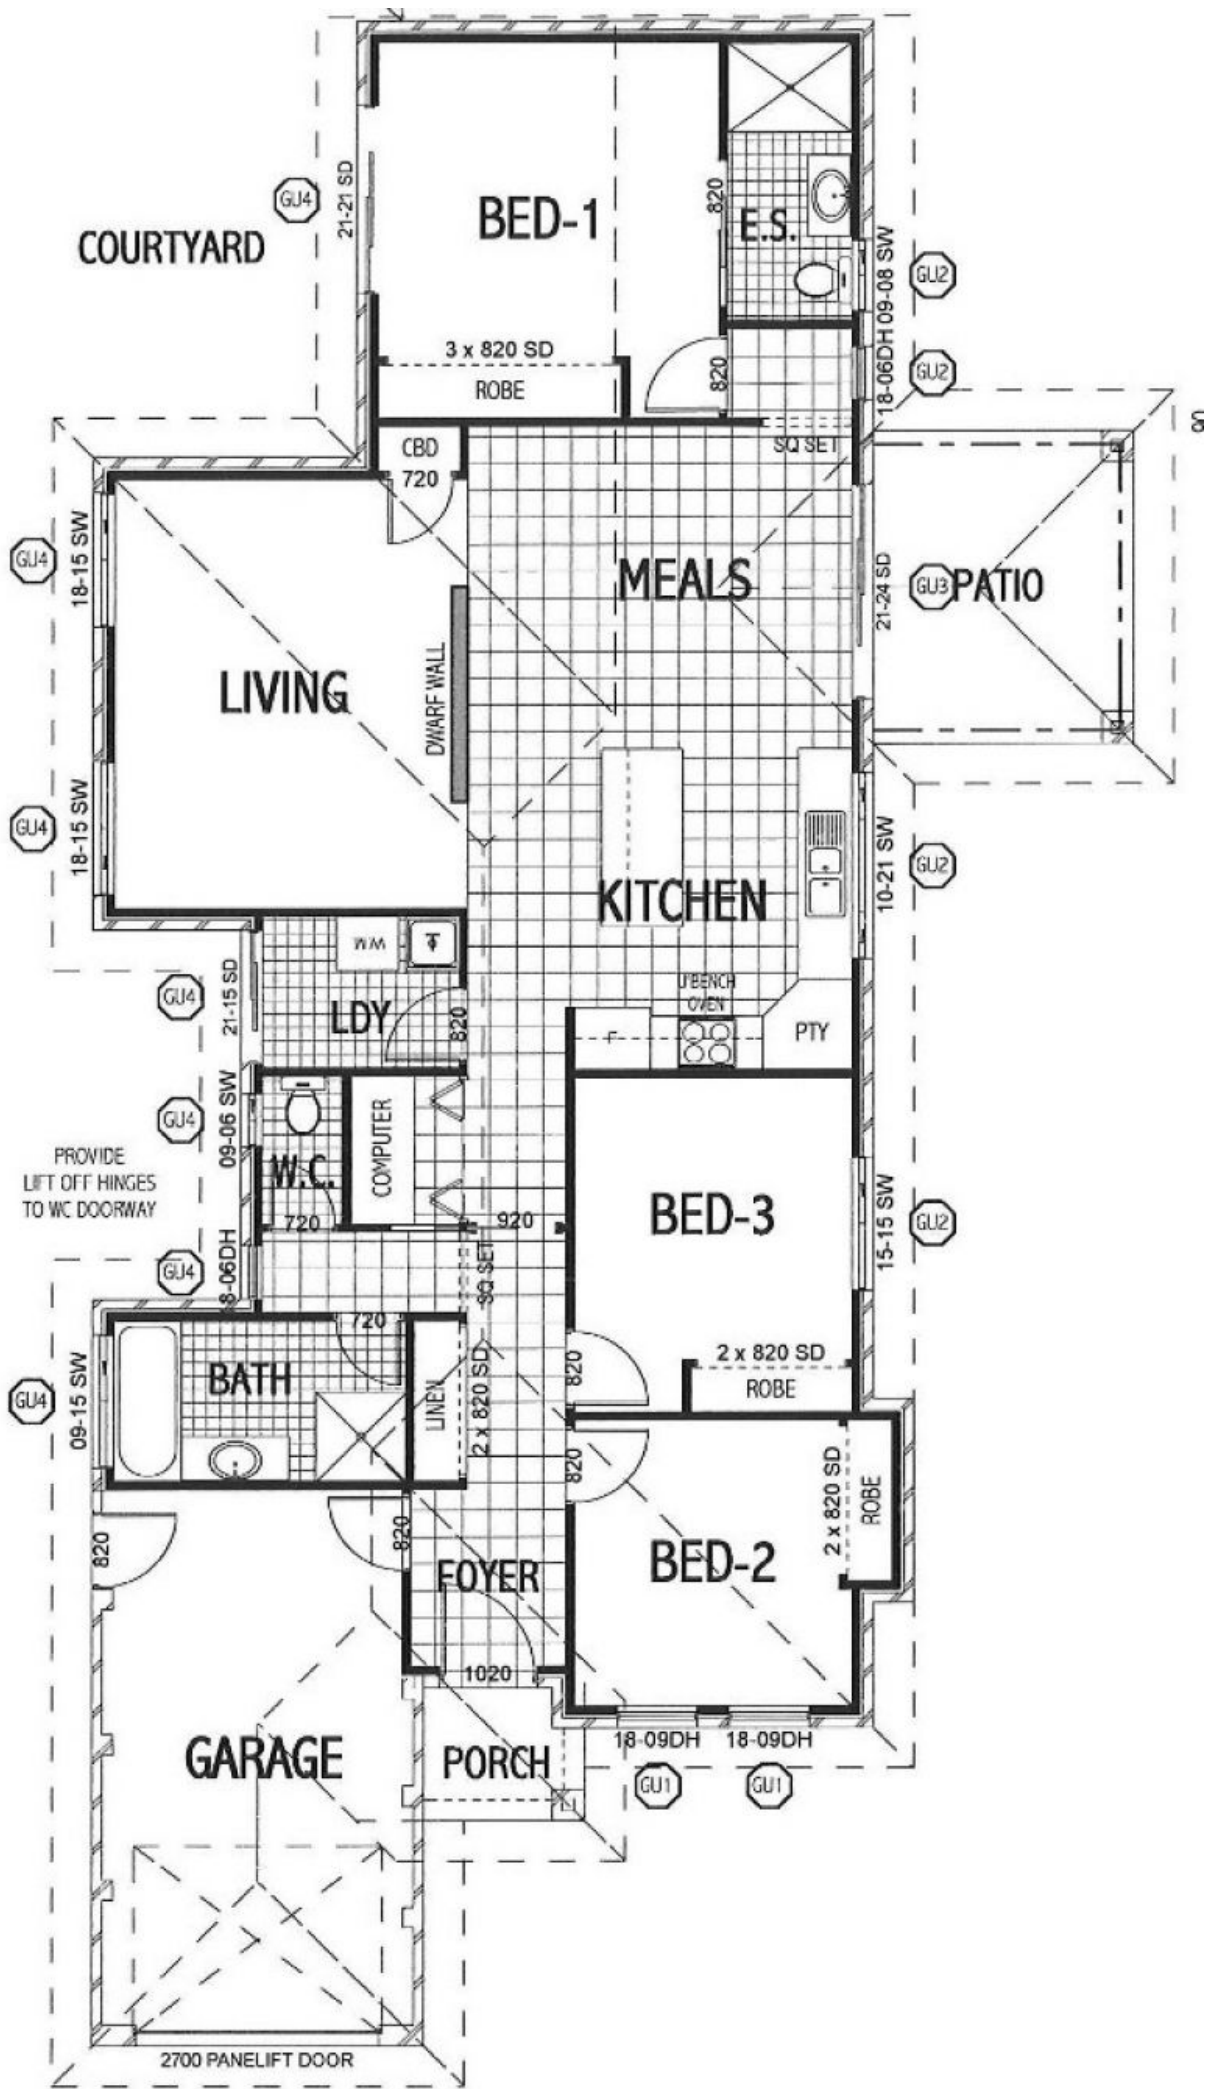 21-21 SD
GU4
COURTYARD
BED-1
820
E.S.
09-08 SW
GU2
3 x 820 SD
ROBE
820
18-06DH
GU2
CBD
720
SQ SET
18-15 SW
GU4
MEALS
21-24 SD
GU3
PATIO
LIVING
DWARF WALL
18-15 SW
GU4
KITCHEN
10-21 SW
GU2
W.M.
21-15 SD
GU4
LDY
820
U'BENCH
OVEN
F
PTY
09-06 SW
GU4
COMPUTER
PROVIDE
LIFT OFF HINGES
TO WC DOORWAY
W.C.
720
920
BED-3
15-15 SW
GU2
GU4
8-06DH
SQ SET
720
2 x 820 SD
ROBE
820
09-15 SW
GU4
BATH
LINEN
2 x 820 SD
820
2 x 820 SD
ROBE
820
820
FOYER
BED-2
1020
18-09DH
18-09DH
GU1
GU1
GARAGE
PORCH
2700 PANELIFT DOOR